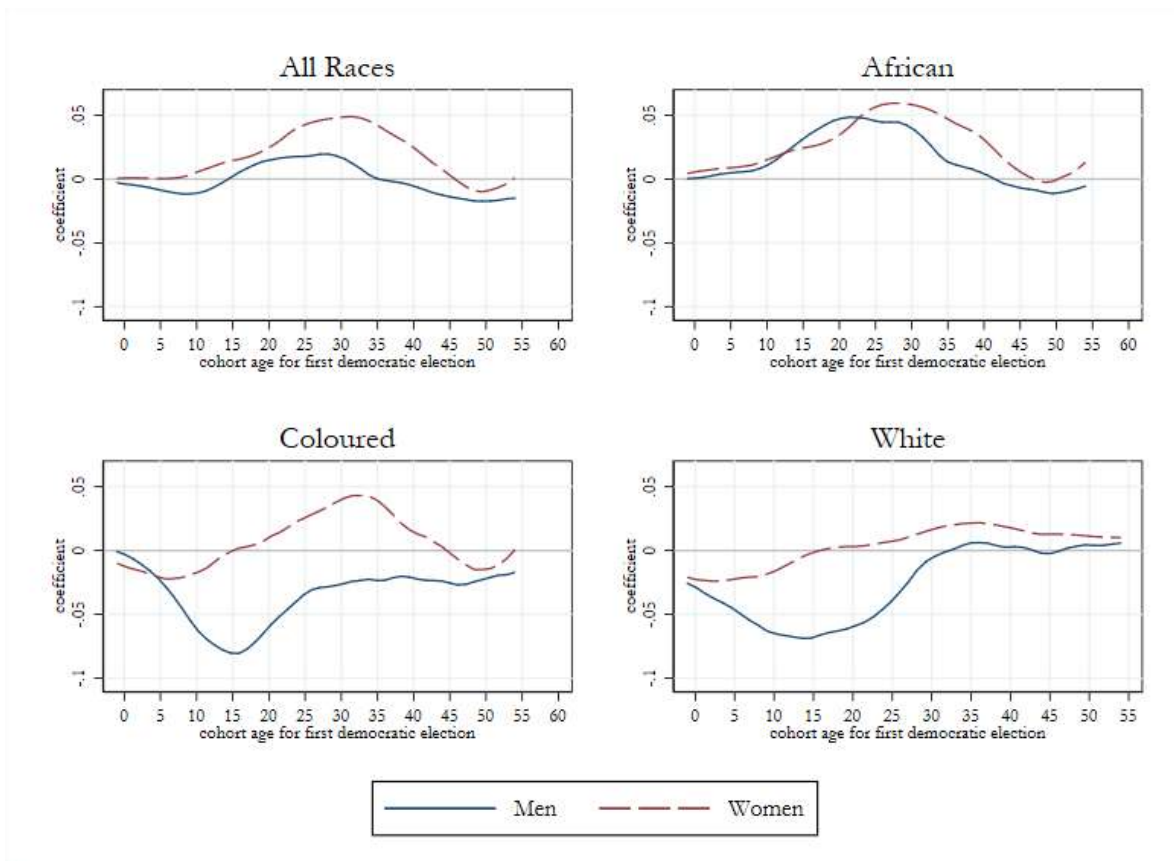 All Races
African
coefficient
.05
0
-.05
-.1
0 5 10 15 20 25 30 35 40 45 50 55 60
cohort age for first democratic election
coefficient
.05
0
-.05
-.1
0 5 10 15 20 25 30 35 40 45 50 55 60
cohort age for first democratic election
Coloured
White
coefficient
.05
0
-.05
-.1
0 5 10 15 20 25 30 35 40 45 50 55 60
cohort age for first democratic election
coefficient
.05
0
-.05
-.1
0 5 10 15 20 25 30 35 40 45 50 55
cohort age for first democratic election
Men Women